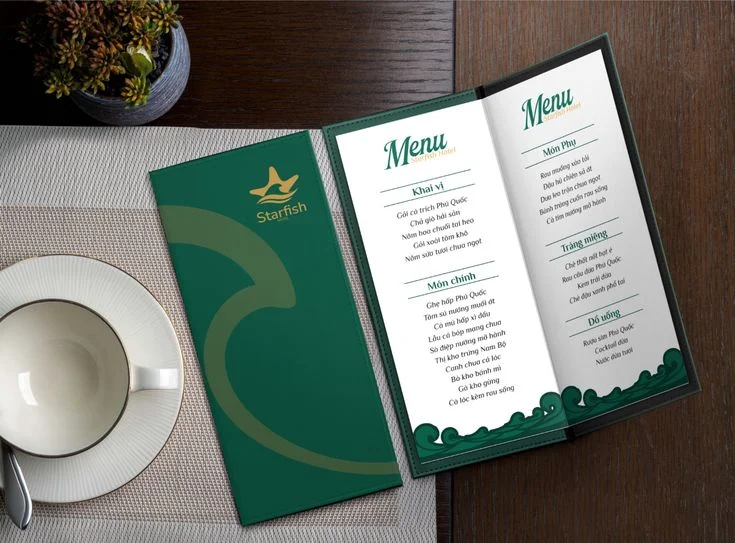 Starfish
Menu
Starfish Hotel
Khai vị
Gỏi cá trích Phú Quốc
Chả giò hải sản
Nộm hoa chuối tai heo
Gỏi xoài tôm khô
Nộm sứa tươi chua ngọt
Món chính
Ghẹ hấp Phú Quốc
Tôm sú nướng muối ớt
Cá mú hấp xì dầu
Lẩu cá bớp măng chua
Sò điệp nướng mỡ hành
Thịt kho trứng Nam Bộ
Canh chua cá lóc
Bò kho bánh mì
Gà kho gừng
Cá lóc kèm rau sống
Menu
Starfish Hotel
Món Phụ
Rau muống xào tỏi
Đậu hũ chiên sả ớt
Dưa leo trộn chua ngọt
Bánh tráng cuốn rau sống
Cà tím nướng mỡ hành
Tráng miệng
Chè thốt nốt hạt é
Rau câu dừa Phú Quốc
Kem trái dừa
Chè đậu xanh phổ tai
Đồ uống
Rượu sim Phú Quốc
Cocktail dừa
Nước dừa tươi